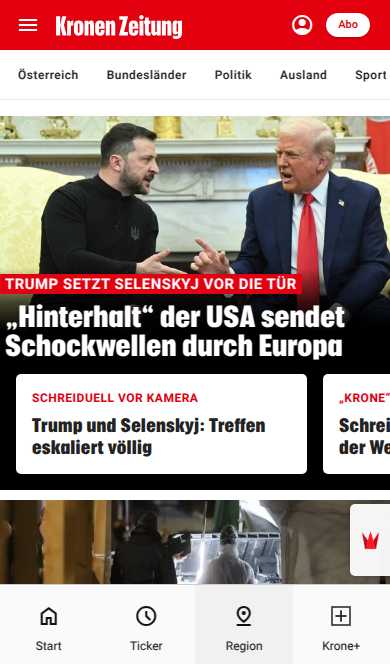 Kronen Zeitung
Abo
Österreich Bundesländer Politik Ausland Sport
TRUMP SETZT SELENSKYJ VOR DIE TÜR
„Hinterhalt“ der USA sendet
Schockwellen durch Europa
SCHREIDUELL VOR KAMERA
Trump und Selenskyj: Treffen
eskaliert völlig
„KRONE“
Schrei
der We
Start Ticker Region Krone+